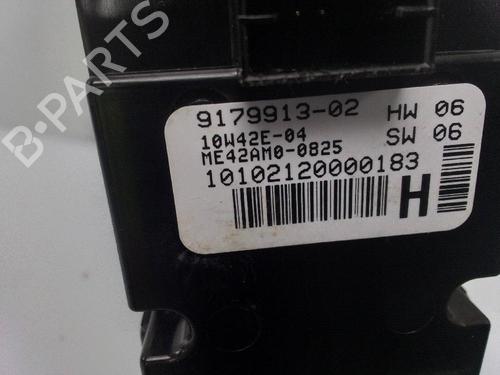 B-PARTS
9179913-02 HW 06
10W42E-04 SW 06
ME42AM0-0825
10102120000183
H